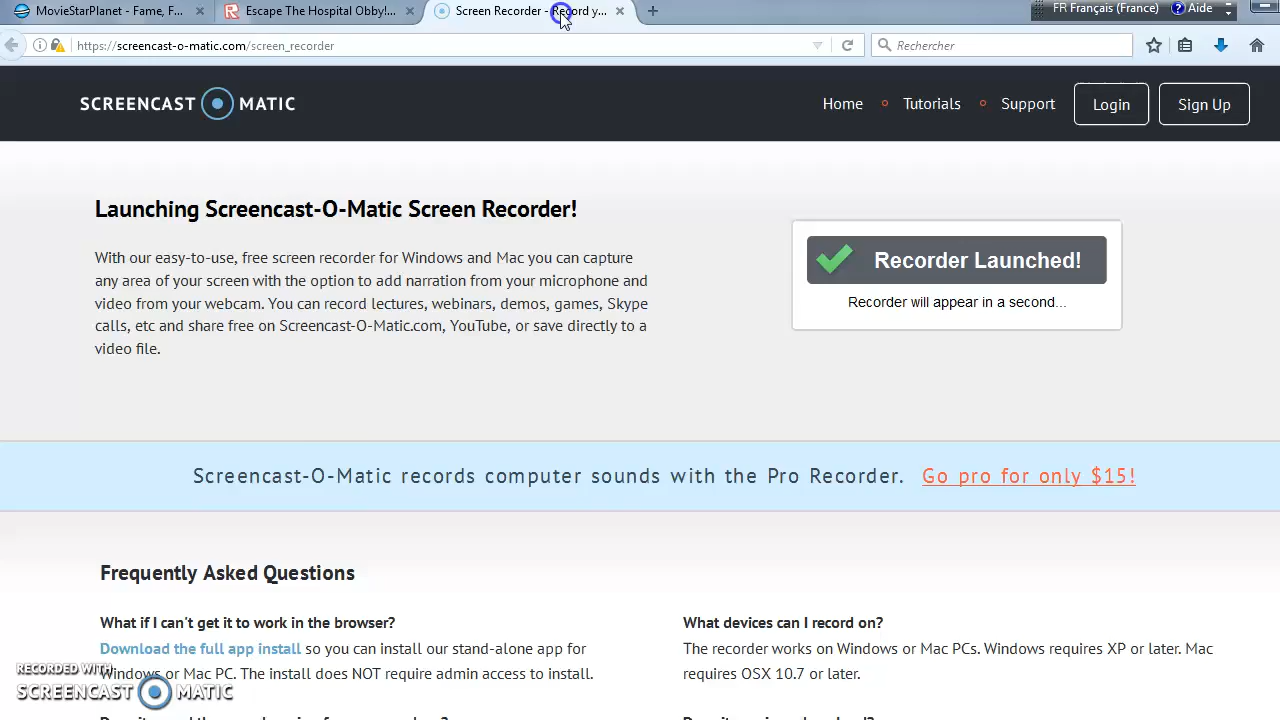 MovieStarPlanet - Fame, F...
Escape The Hospital Obby!...
Screen Recorder - Record y...
FR Français (France)
Aide
https://screencast-o-matic.com/screen_recorder
Rechercher
SCREENCAST MATIC
Home
Tutorials
Support
Login
Sign Up
Launching Screencast-O-Matic Screen Recorder!
With our easy-to-use, free screen recorder for Windows and Mac you can capture
any area of your screen with the option to add narration from your microphone and
video from your webcam. You can record lectures, webinars, demos, games, Skype
calls, etc and share free on Screencast-O-Matic.com, YouTube, or save directly to a
video file.
Recorder Launched!
Recorder will appear in a second...
Screencast-O-Matic records computer sounds with the Pro Recorder. Go pro for only $15!
Frequently Asked Questions
What if I can't get it to work in the browser?
Download the full app install so you can install our stand-alone app for
Windows or Mac PC. The install does NOT require admin access to install.
What devices can I record on?
The recorder works on Windows or Mac PCs. Windows requires XP or later. Mac
requires OSX 10.7 or later.
RECORDED WITH
SCREENCAST MATIC